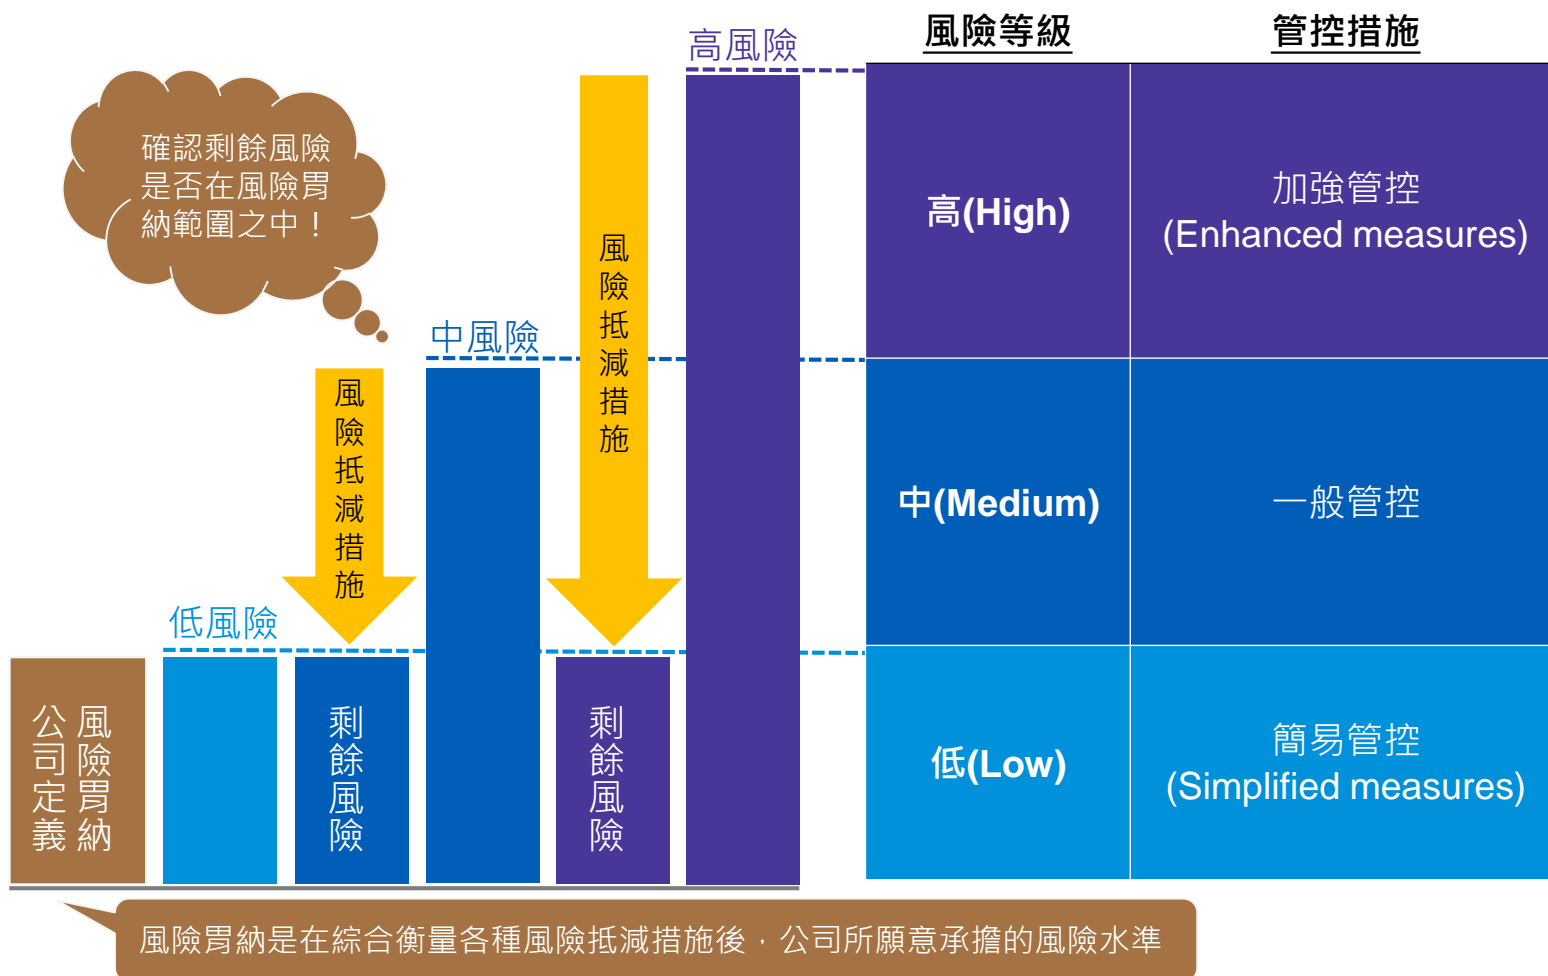 風險等級
管控措施
高風險
確認剩餘風險
是否在風險胃
納範圍之中！
高(High)
加強管控
(Enhanced measures)
風險抵減措施
中風險
風險抵減措施
中(Medium)
一般管控
低風險
風險胃納
公司定義
剩餘風險
剩餘風險
低(Low)
簡易管控
(Simplified measures)
風險胃納是在綜合衡量各種風險抵減措施後，公司所願意承擔的風險水準